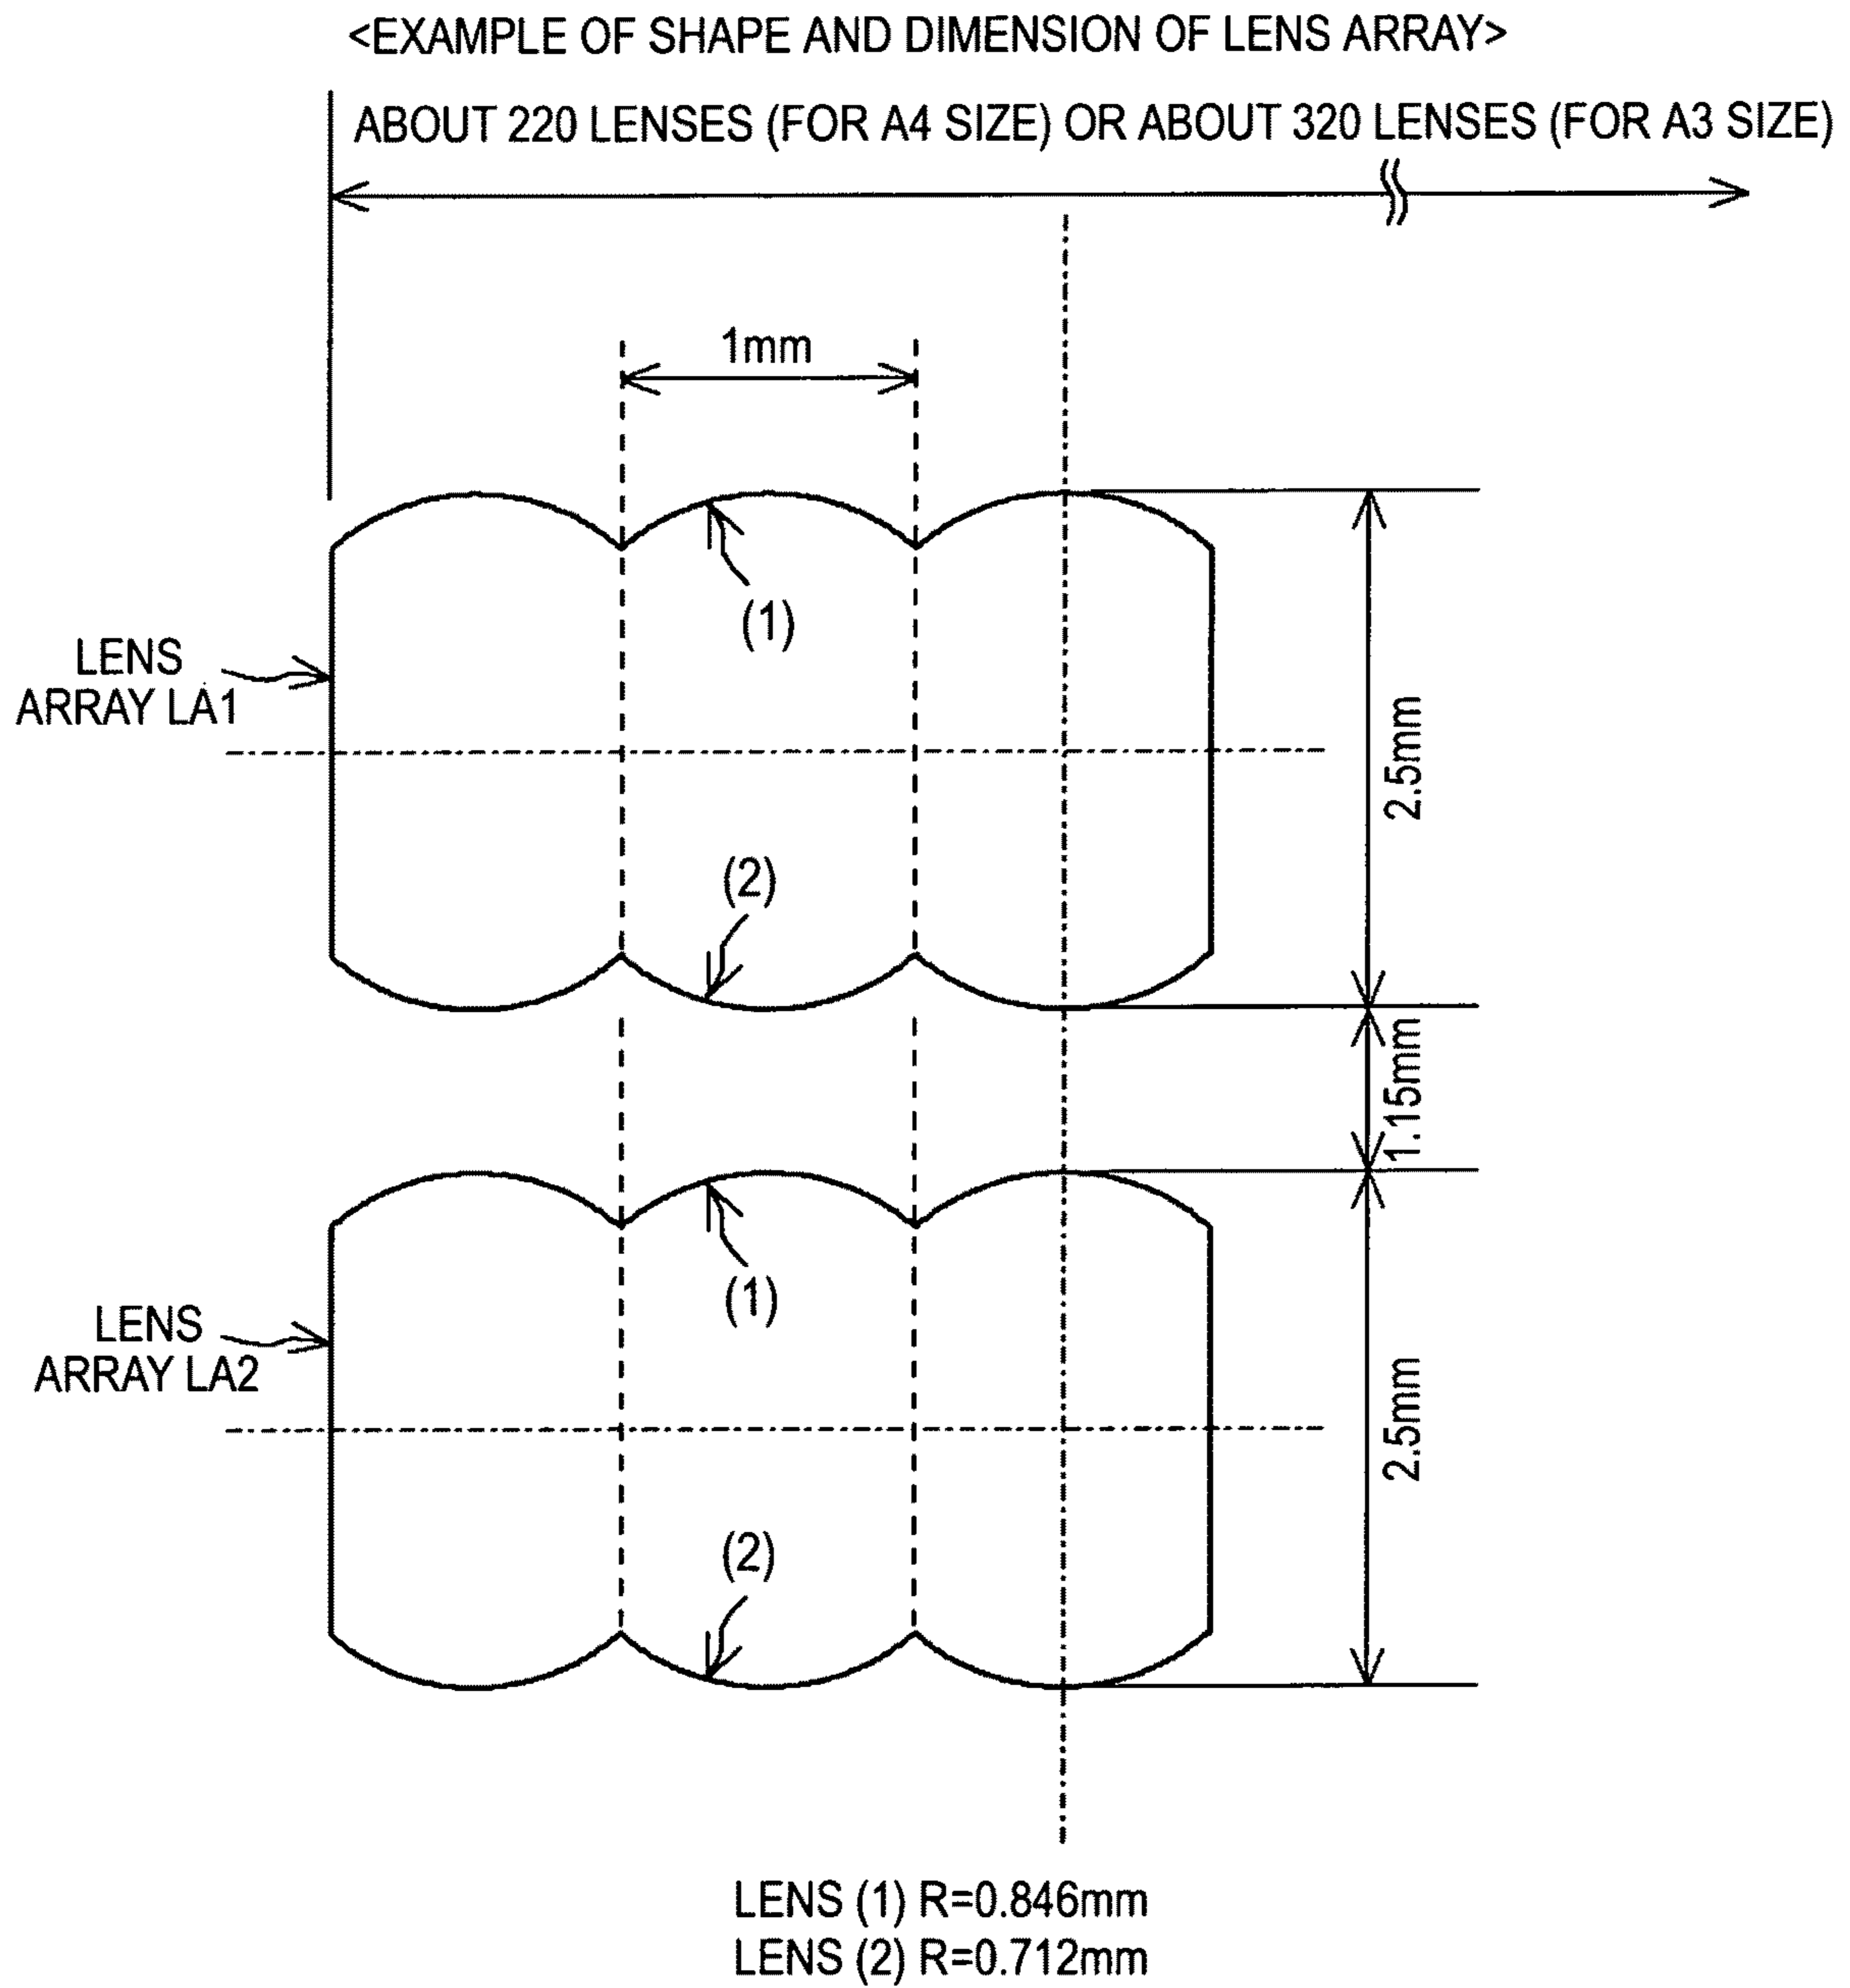 <EXAMPLE OF SHAPE AND DIMENSION OF LENS ARRAY>
ABOUT 220 LENSES (FOR A4 SIZE) OR ABOUT 320 LENSES (FOR A3 SIZE)
1mm
(1)
LENS
ARRAY LA1
2.5mm
(2)
1.15mm
(1)
LENS
ARRAY LA2
2.5mm
(2)
LENS (1) R=0.846mm
LENS (2) R=0.712mm